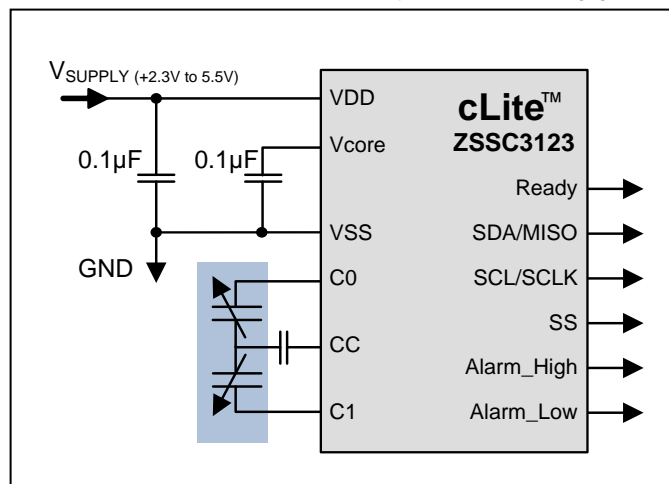 VSUPPLY (+2.3V to 5.5V)
VDD
cLite™
ZSSC3123
Vcore
0.1µF
0.1µF
Ready
VSS
SDA/MISO
GND
C0
SCL/SCLK
SS
CC
Alarm_High
C1
Alarm_Low